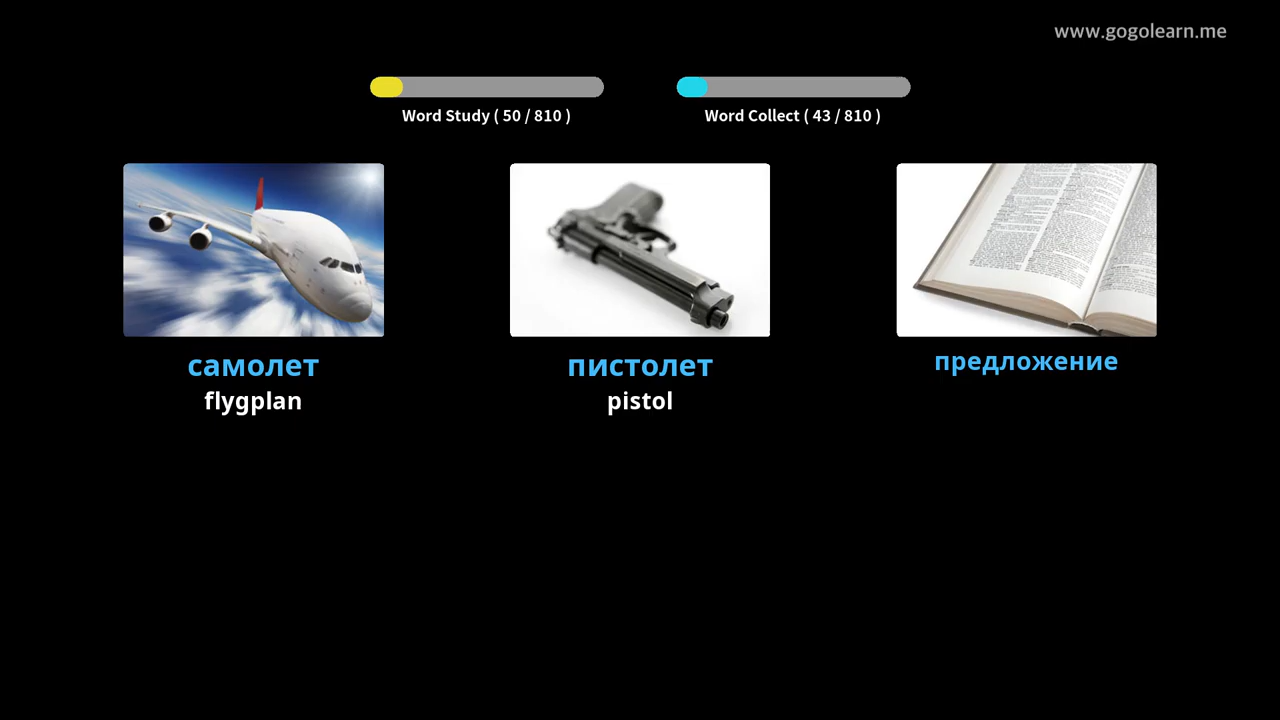 www.gogolearn.me
Word Study ( 50 / 810 )
Word Collect ( 43 / 810 )
самолет
flygplan
пистолет
pistol
предложение